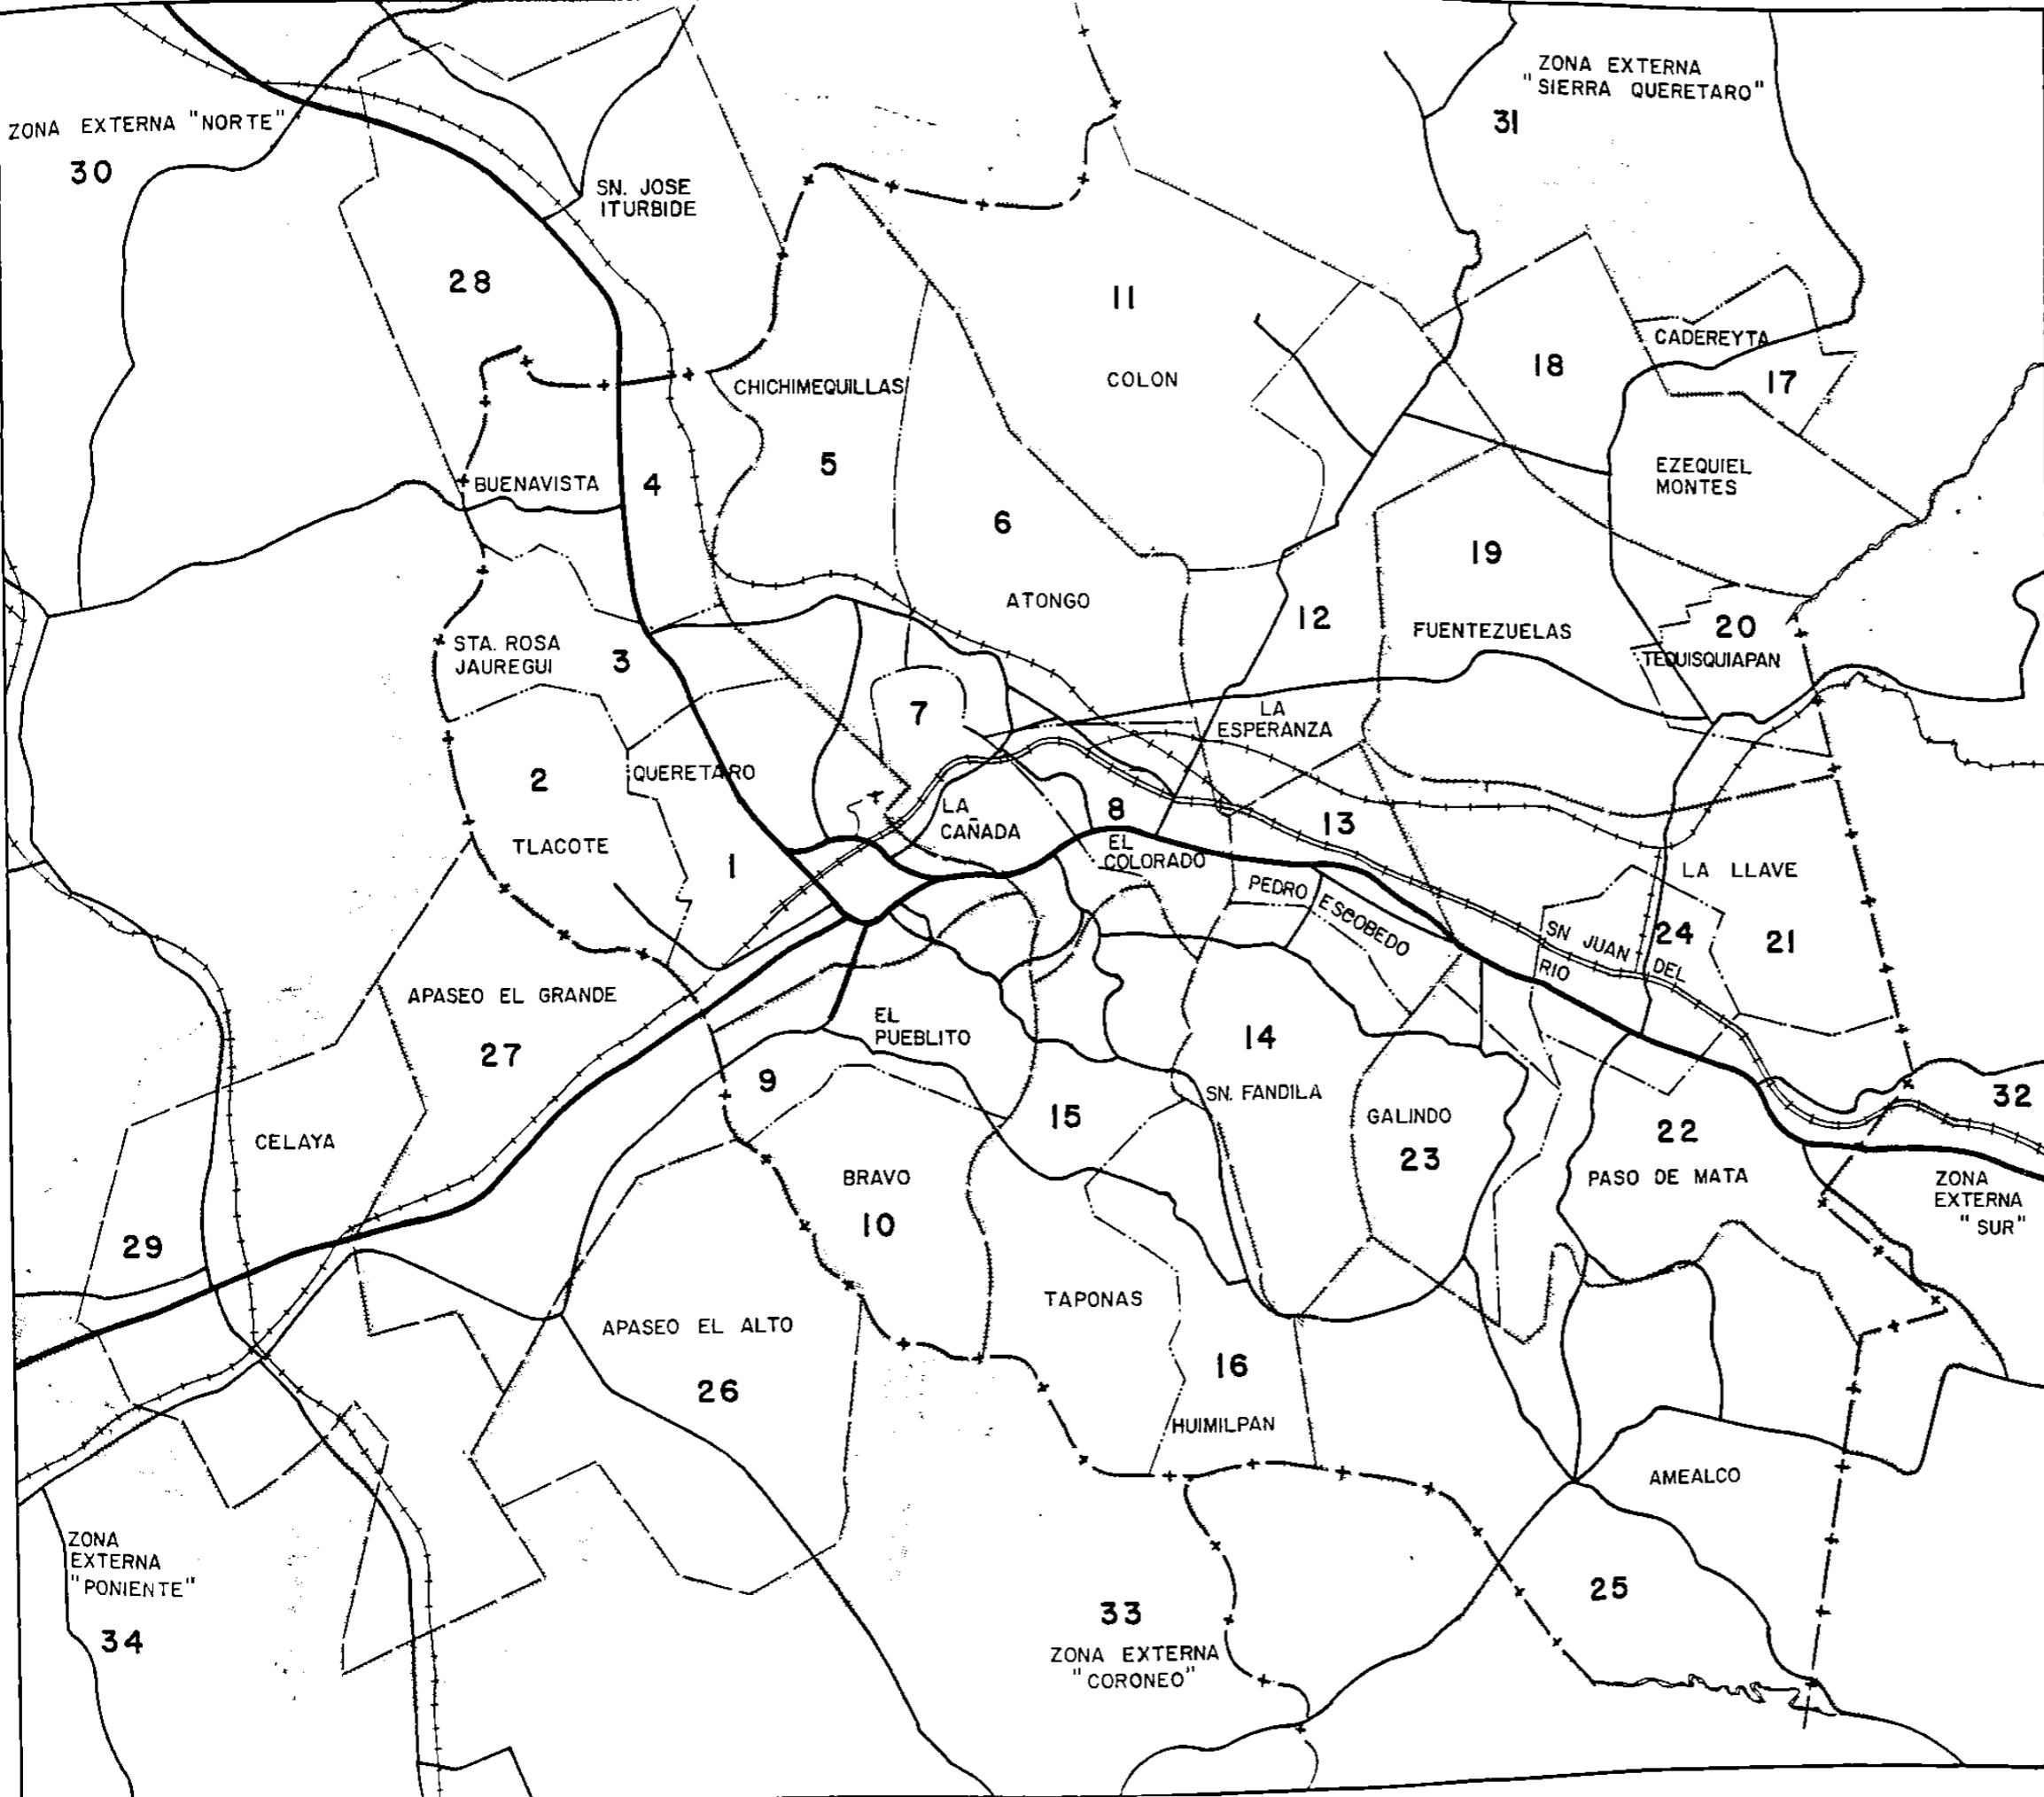 ZONA EXTERNA
"SIERRA QUERETARO"
31
ZONA EXTERNA "NORTE"
30
SN. JOSE
ITURBIDE
28
11
COLON
CADEREYTA
18
17
CHICHIMEQUILLAS
5
BUENAVISTA
4
EZEQUIEL
MONTES
6
19
ATONGO
12
FUENTEZUELAS
20
TEQUISQUIAPAN
STA. ROSA
JAUREGUI
3
7
LA
ESPERANZA
2
QUERETARO
TLACOTE
1
LA
CAÑADA
8
EL
COLORADO
13
LA LLAVE
PEDRO
ESCOBEDO
SN JUAN DEL
RIO
24
21
APASEO EL GRANDE
27
EL
PUEBLITO
14
9
SN. FANDILA
15
GALINDO
23
22
PASO DE MATA
32
ZONA
EXTERNA
"SUR"
CELAYA
29
BRAVO
10
TAPONAS
APASEO EL ALTO
26
16
HUIMILPAN
AMEALCO
25
ZONA
EXTERNA
"PONIENTE"
34
33
ZONA EXTERNA
"CORONEO"